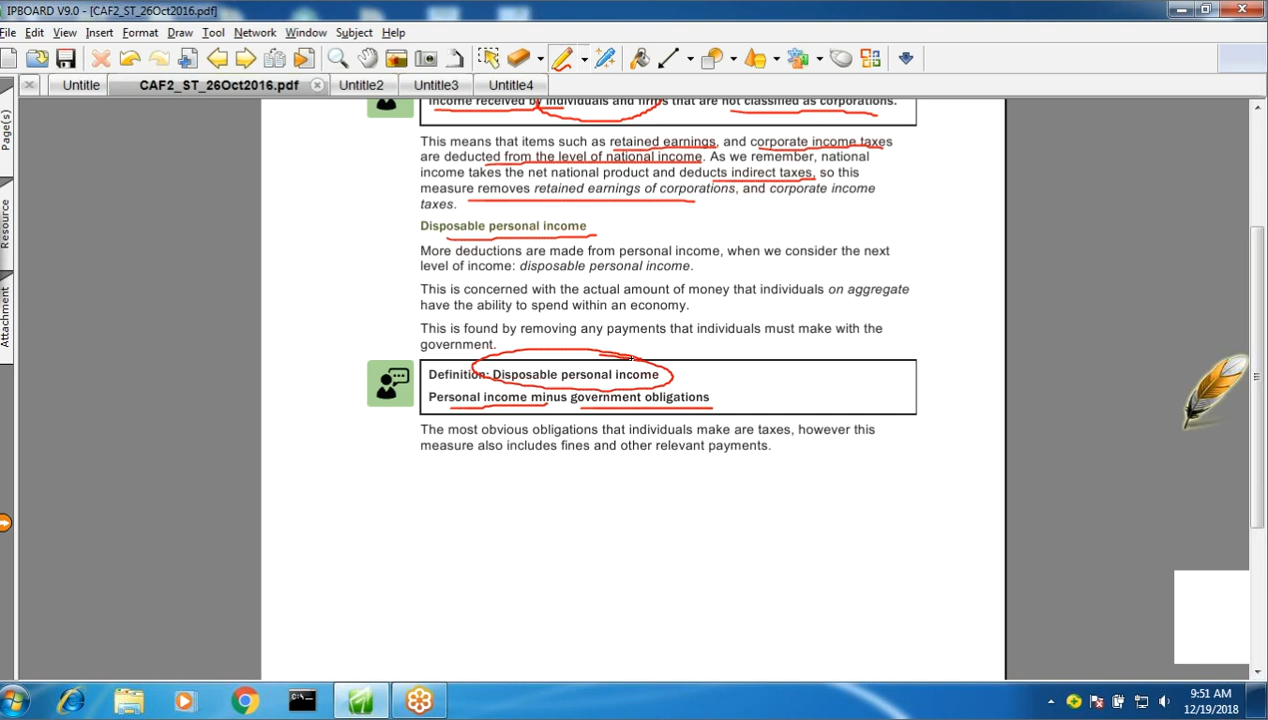 IPBOARD V9.0 - [CAF2_ST_26Oct2016.pdf]
File Edit View Insert Format Draw Tool Network Window Subject Help
Untitle CAF2_ST_26Oct2016.pdf Untitle2 Untitle3 Untitle4
Page(s)
Resource
Attachment
Income received by individuals and firms that are not classified as corporations.
This means that items such as retained earnings, and corporate income taxes
are deducted from the level of national income. As we remember, national
income takes the net national product and deducts indirect taxes, so this
measure removes retained earnings of corporations, and corporate income
taxes.
Disposable personal income
More deductions are made from personal income, when we consider the next
level of income: disposable personal income.
This is concerned with the actual amount of money that individuals on aggregate
have the ability to spend within an economy.
This is found by removing any payments that individuals must make with the
government.
Definition: Disposable personal income
Personal income minus government obligations
The most obvious obligations that individuals make are taxes, however this
measure also includes fines and other relevant payments.
9:51 AM
12/19/2018